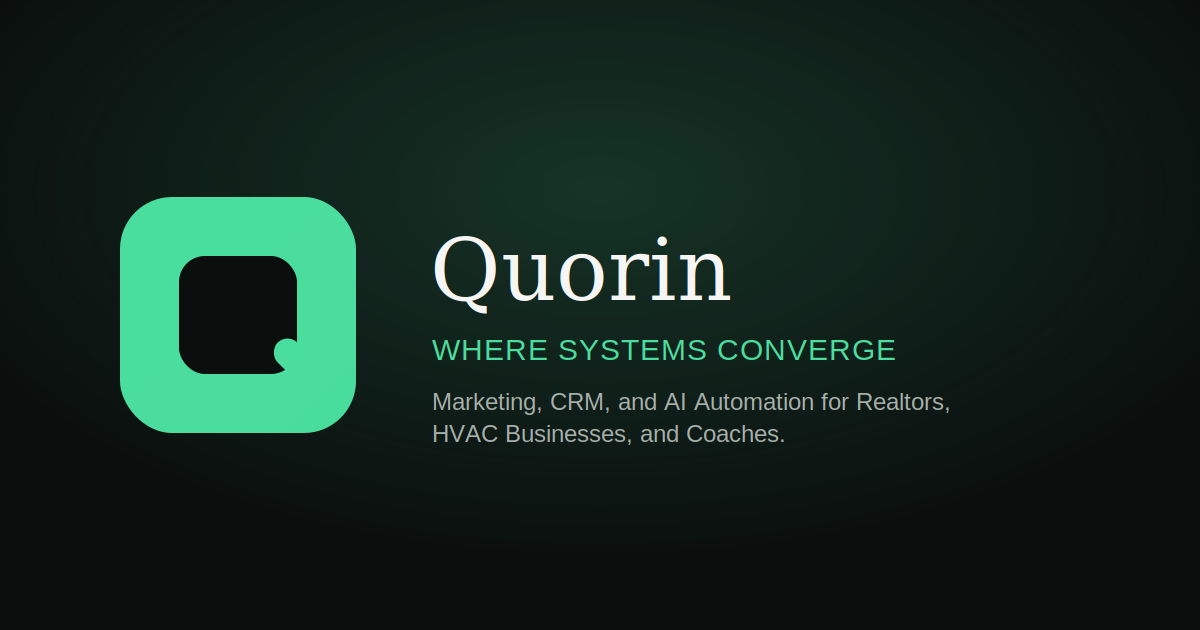 Quorin
WHERE SYSTEMS CONVERGE
Marketing, CRM, and AI Automation for Realtors,
HVAC Businesses, and Coaches.